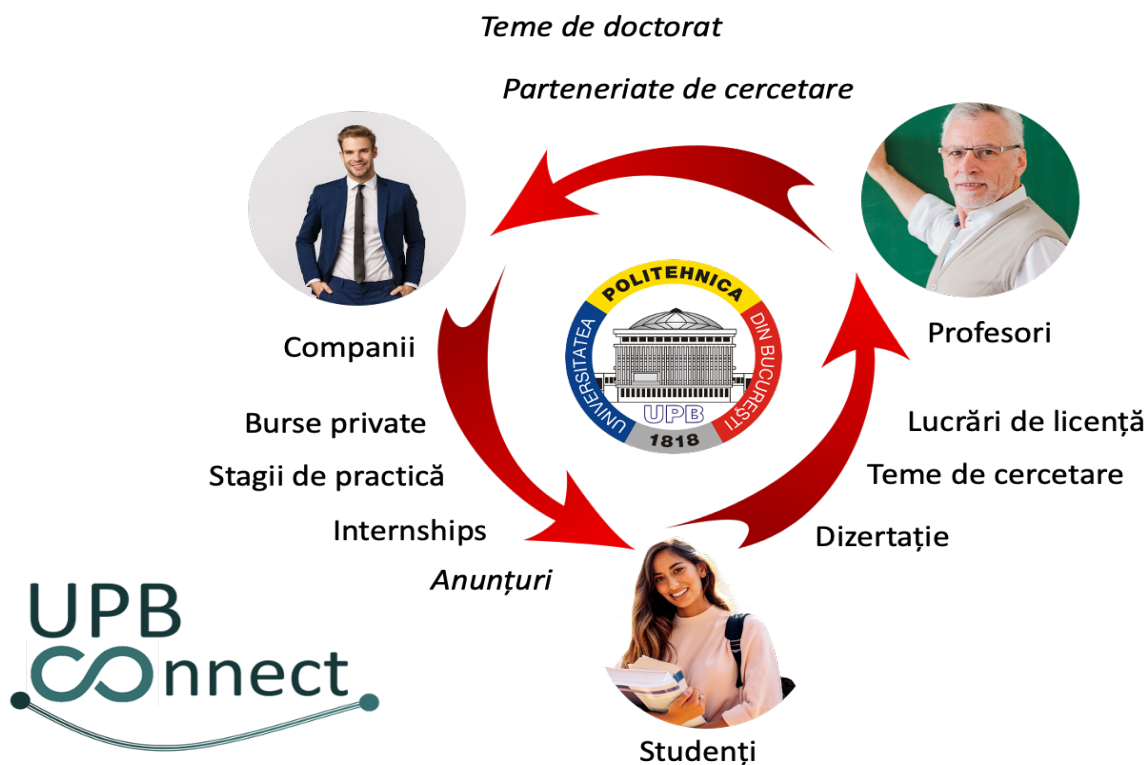 Teme de doctorat
Parteneriate de cercetare
Companii
Profesori
UNIVERSITATEA
POLITEHNICA
DIN BUCUREȘTI
UPB
1818
Burse private
Stagii de practică
Internships
Anunțuri
Lucrări de licență
Teme de cercetare
Dizertație
Studenți
UPB
Connect